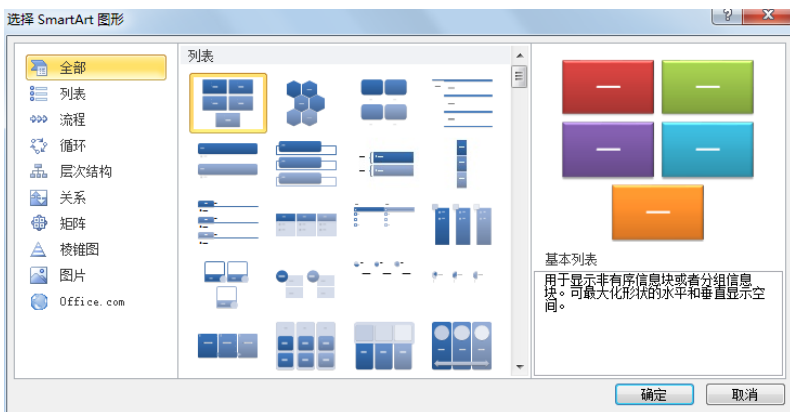 选择 SmartArt 图形
全部
列表
流程
循环
层次结构
关系
矩阵
棱锥图
图片
Office.com
列表
基本列表
用于显示非有序信息块或者分组信息
块。可最大化形状的水平和垂直显示空
间。
确定
取消